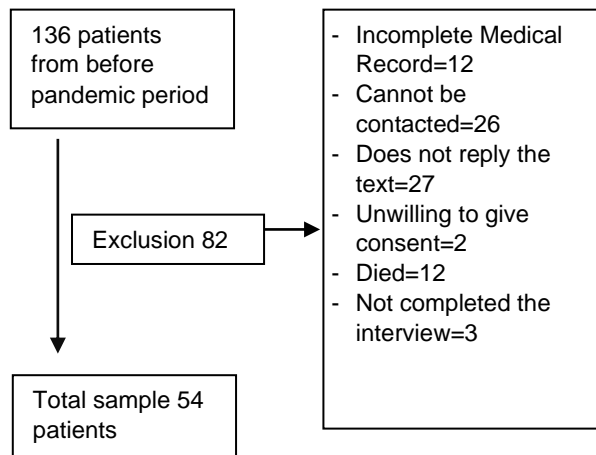 136 patients
from before
pandemic period
- Incomplete Medical
Record=12
- Cannot be
contacted=26
- Does not reply the
text=27
- Unwilling to give
consent=2
- Died=12
- Not completed the
interview=3
Exclusion 82
Total sample 54
patients